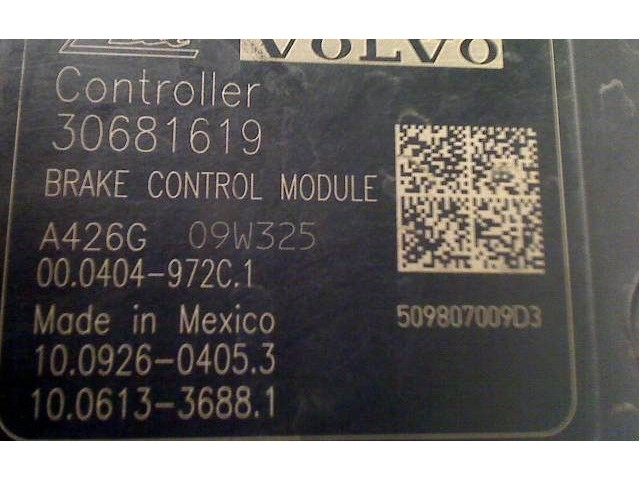 VOLVO
Controller
30681619
BRAKE CONTROL MODULE
A426G 09W325
00.0404-972C.1
Made in Mexico
509807009D3
10.0926-0405.3
10.0613-3688.1